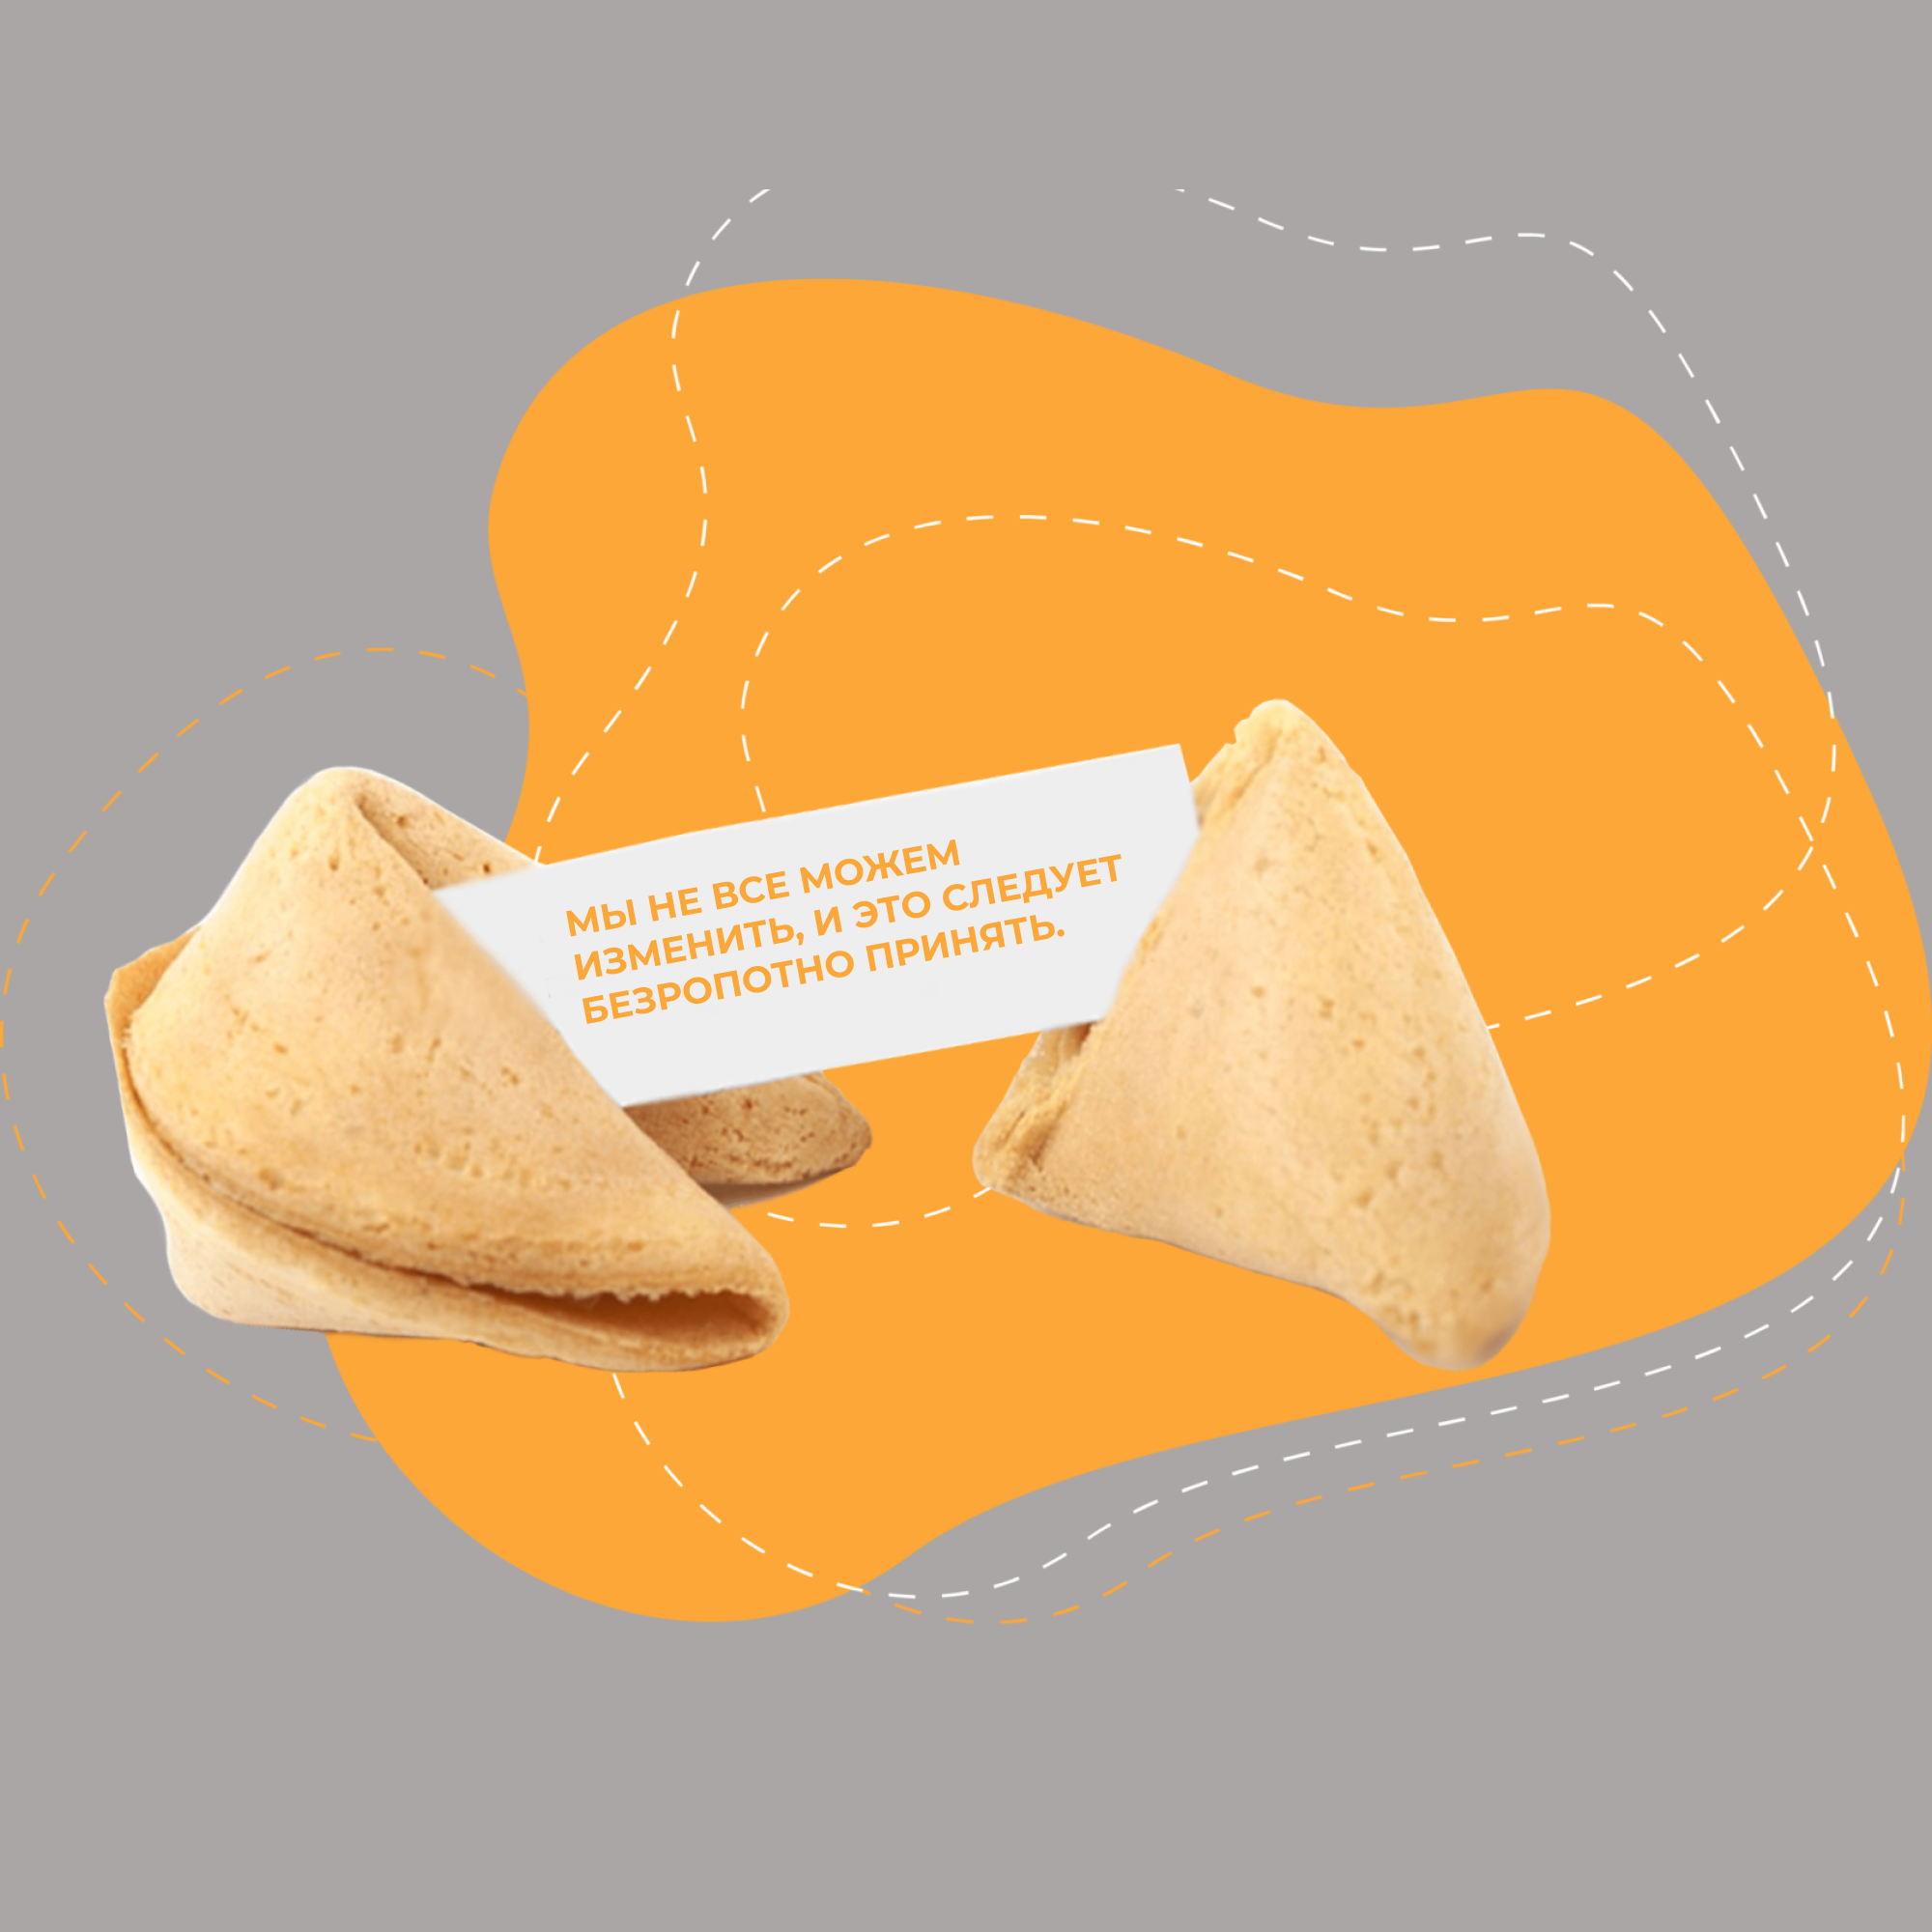 МЫ НЕ ВСЕ МОЖЕМ
ИЗМЕНИТЬ, И ЭТО СЛЕДУЕТ
БЕЗРОПОТНО ПРИНЯТЬ.